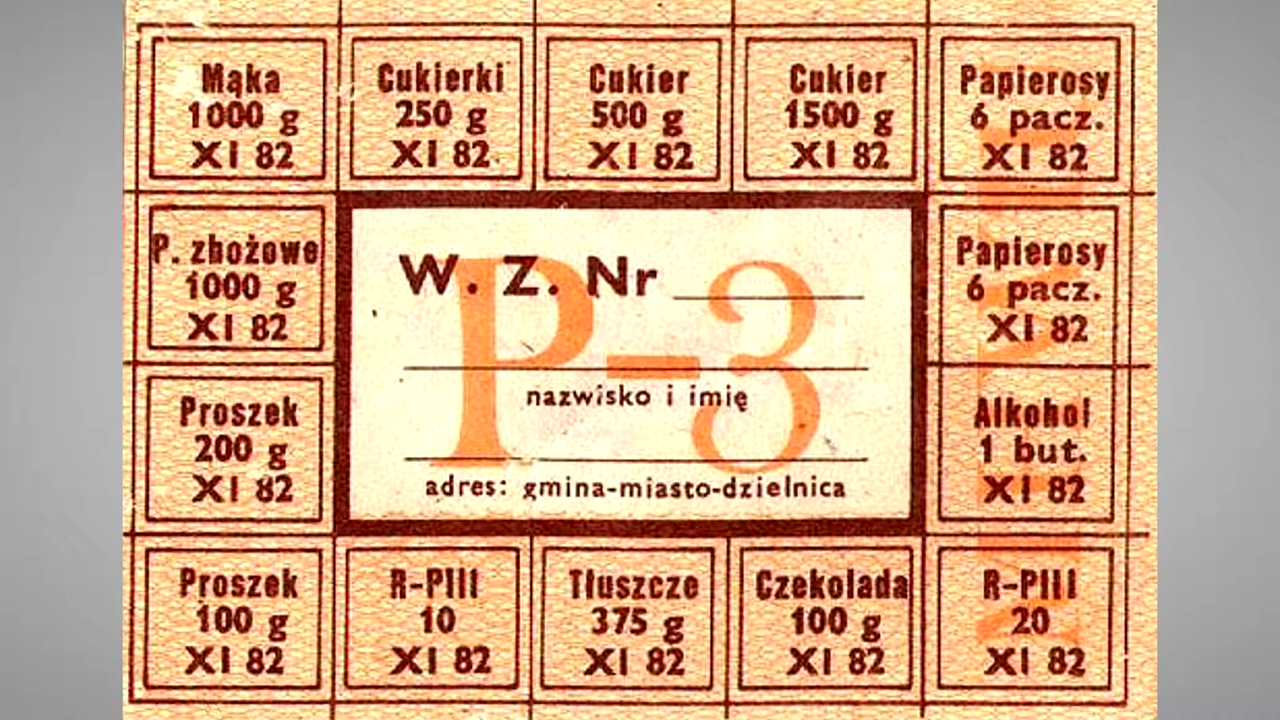 Mąka
1000 g
XI 82
Cukierki
250 g
XI 82
Cukier
500 g
XI 82
Cukier
1500 g
XI 82
Papierosy
6 pacz.
XI 82
P. zbożowe
1000 g
XI 82
W. Z. Nr
P-3
nazwisko i imię
adres: gmina-miasto-dzielnica
Papierosy
6 pacz.
XI 82
Proszek
200 g
XI 82
Alkohol
1 but.
XI 82
Proszek
100 g
XI 82
R-PIII
10
XI 82
Tłuszcze
375 g
XI 82
Czekolada
100 g
XI 82
R-PIII
20
XI 82